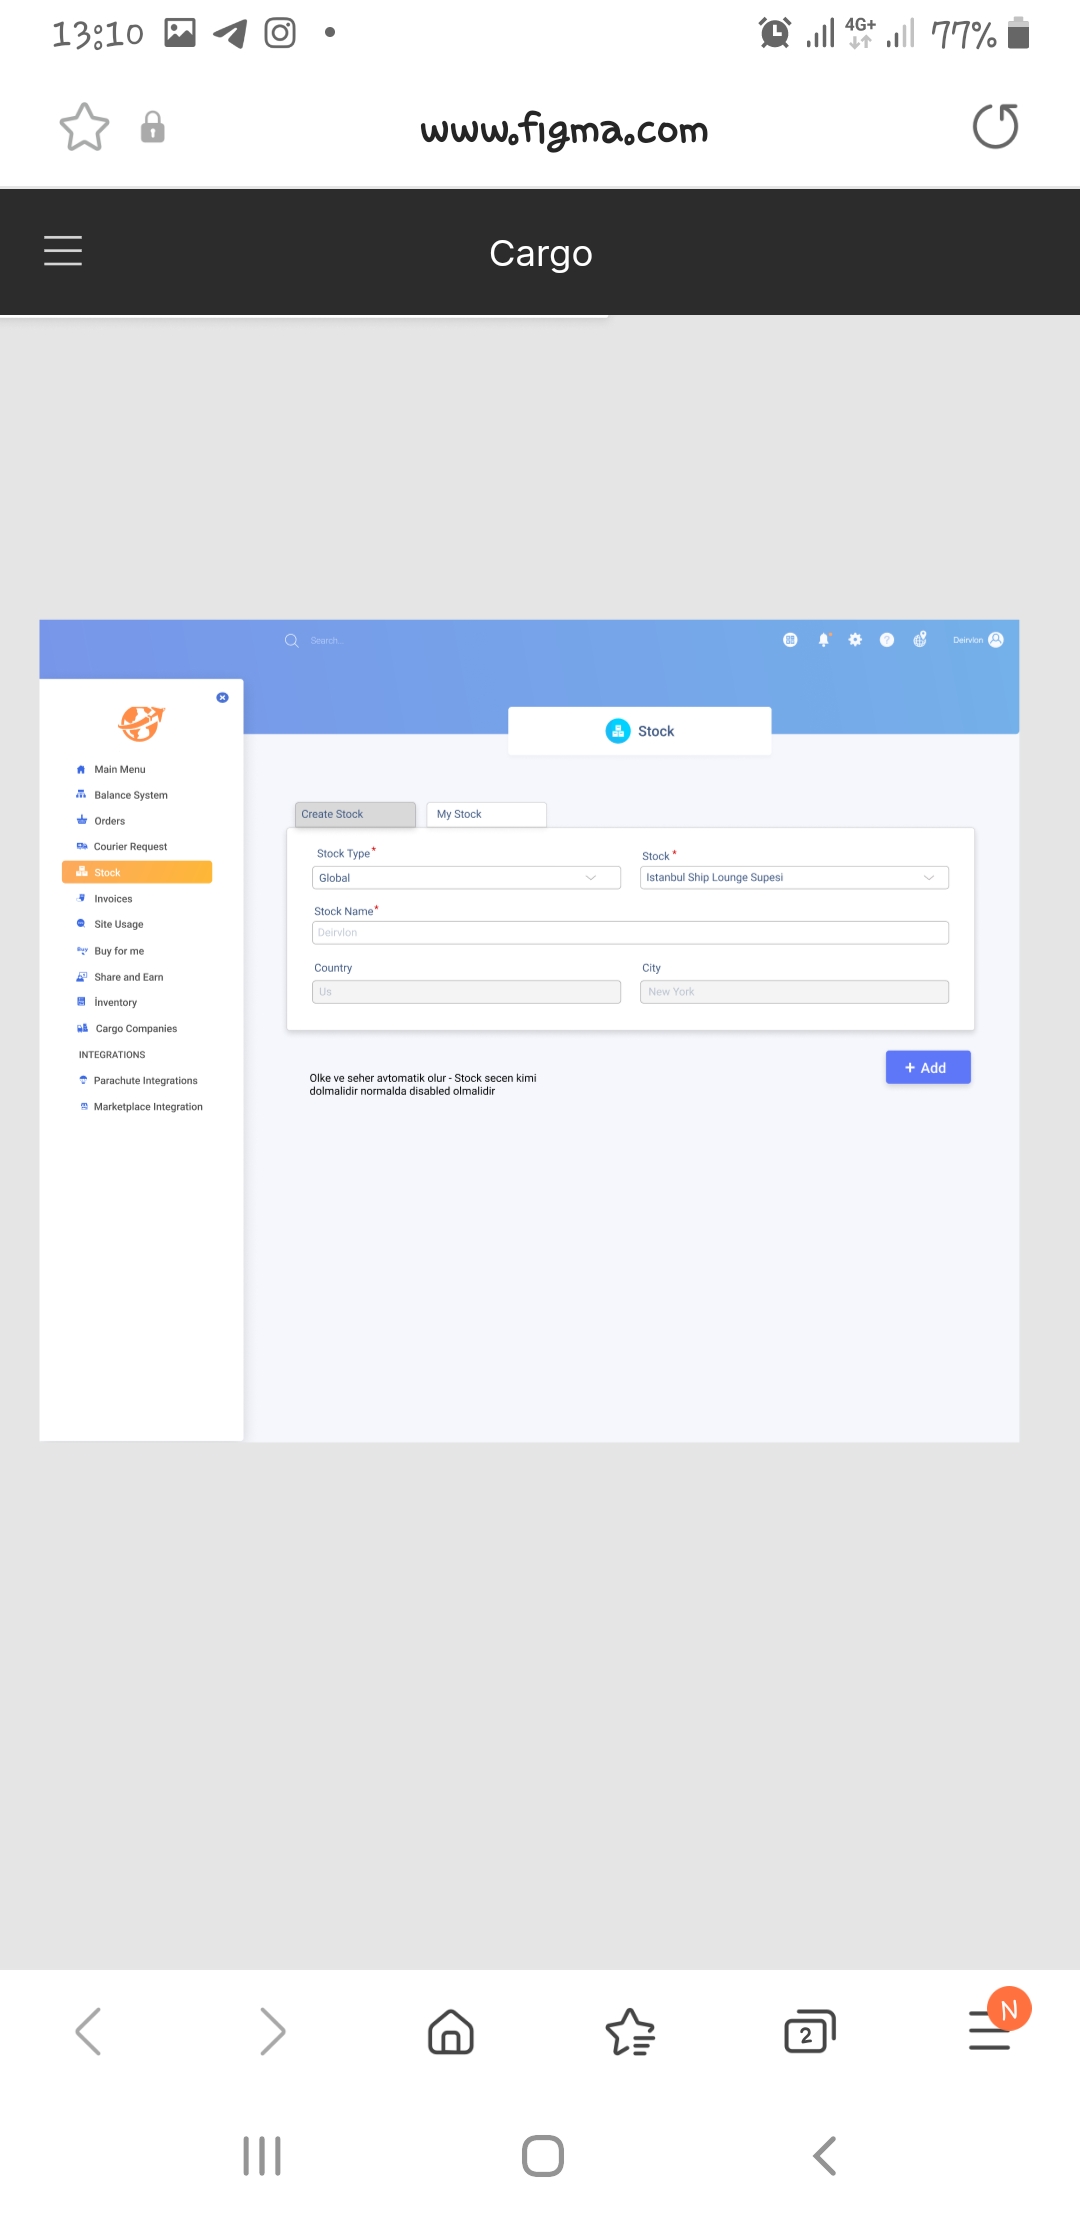 13:10
4G+
77%
www.figma.com
Cargo
Search...
Deirvlon
Stock
Main Menu
Balance System
Orders
Courier Request
Stock
Invoices
Site Usage
Buy
Buy for me
Share and Earn
İnventory
Cargo Companies
INTEGRATIONS
Parachute Integrations
Marketplace Integration
Create Stock
My Stock
Stock Type*
Stock*
Global
Istanbul Ship Lounge Supesi
Stock Name*
Deirvlon
Country
City
Us
New York
+ Add
Olke ve seher avtomatik olur - Stock secen kimi
dolmalidir normalda disabled olmalidir
2
N